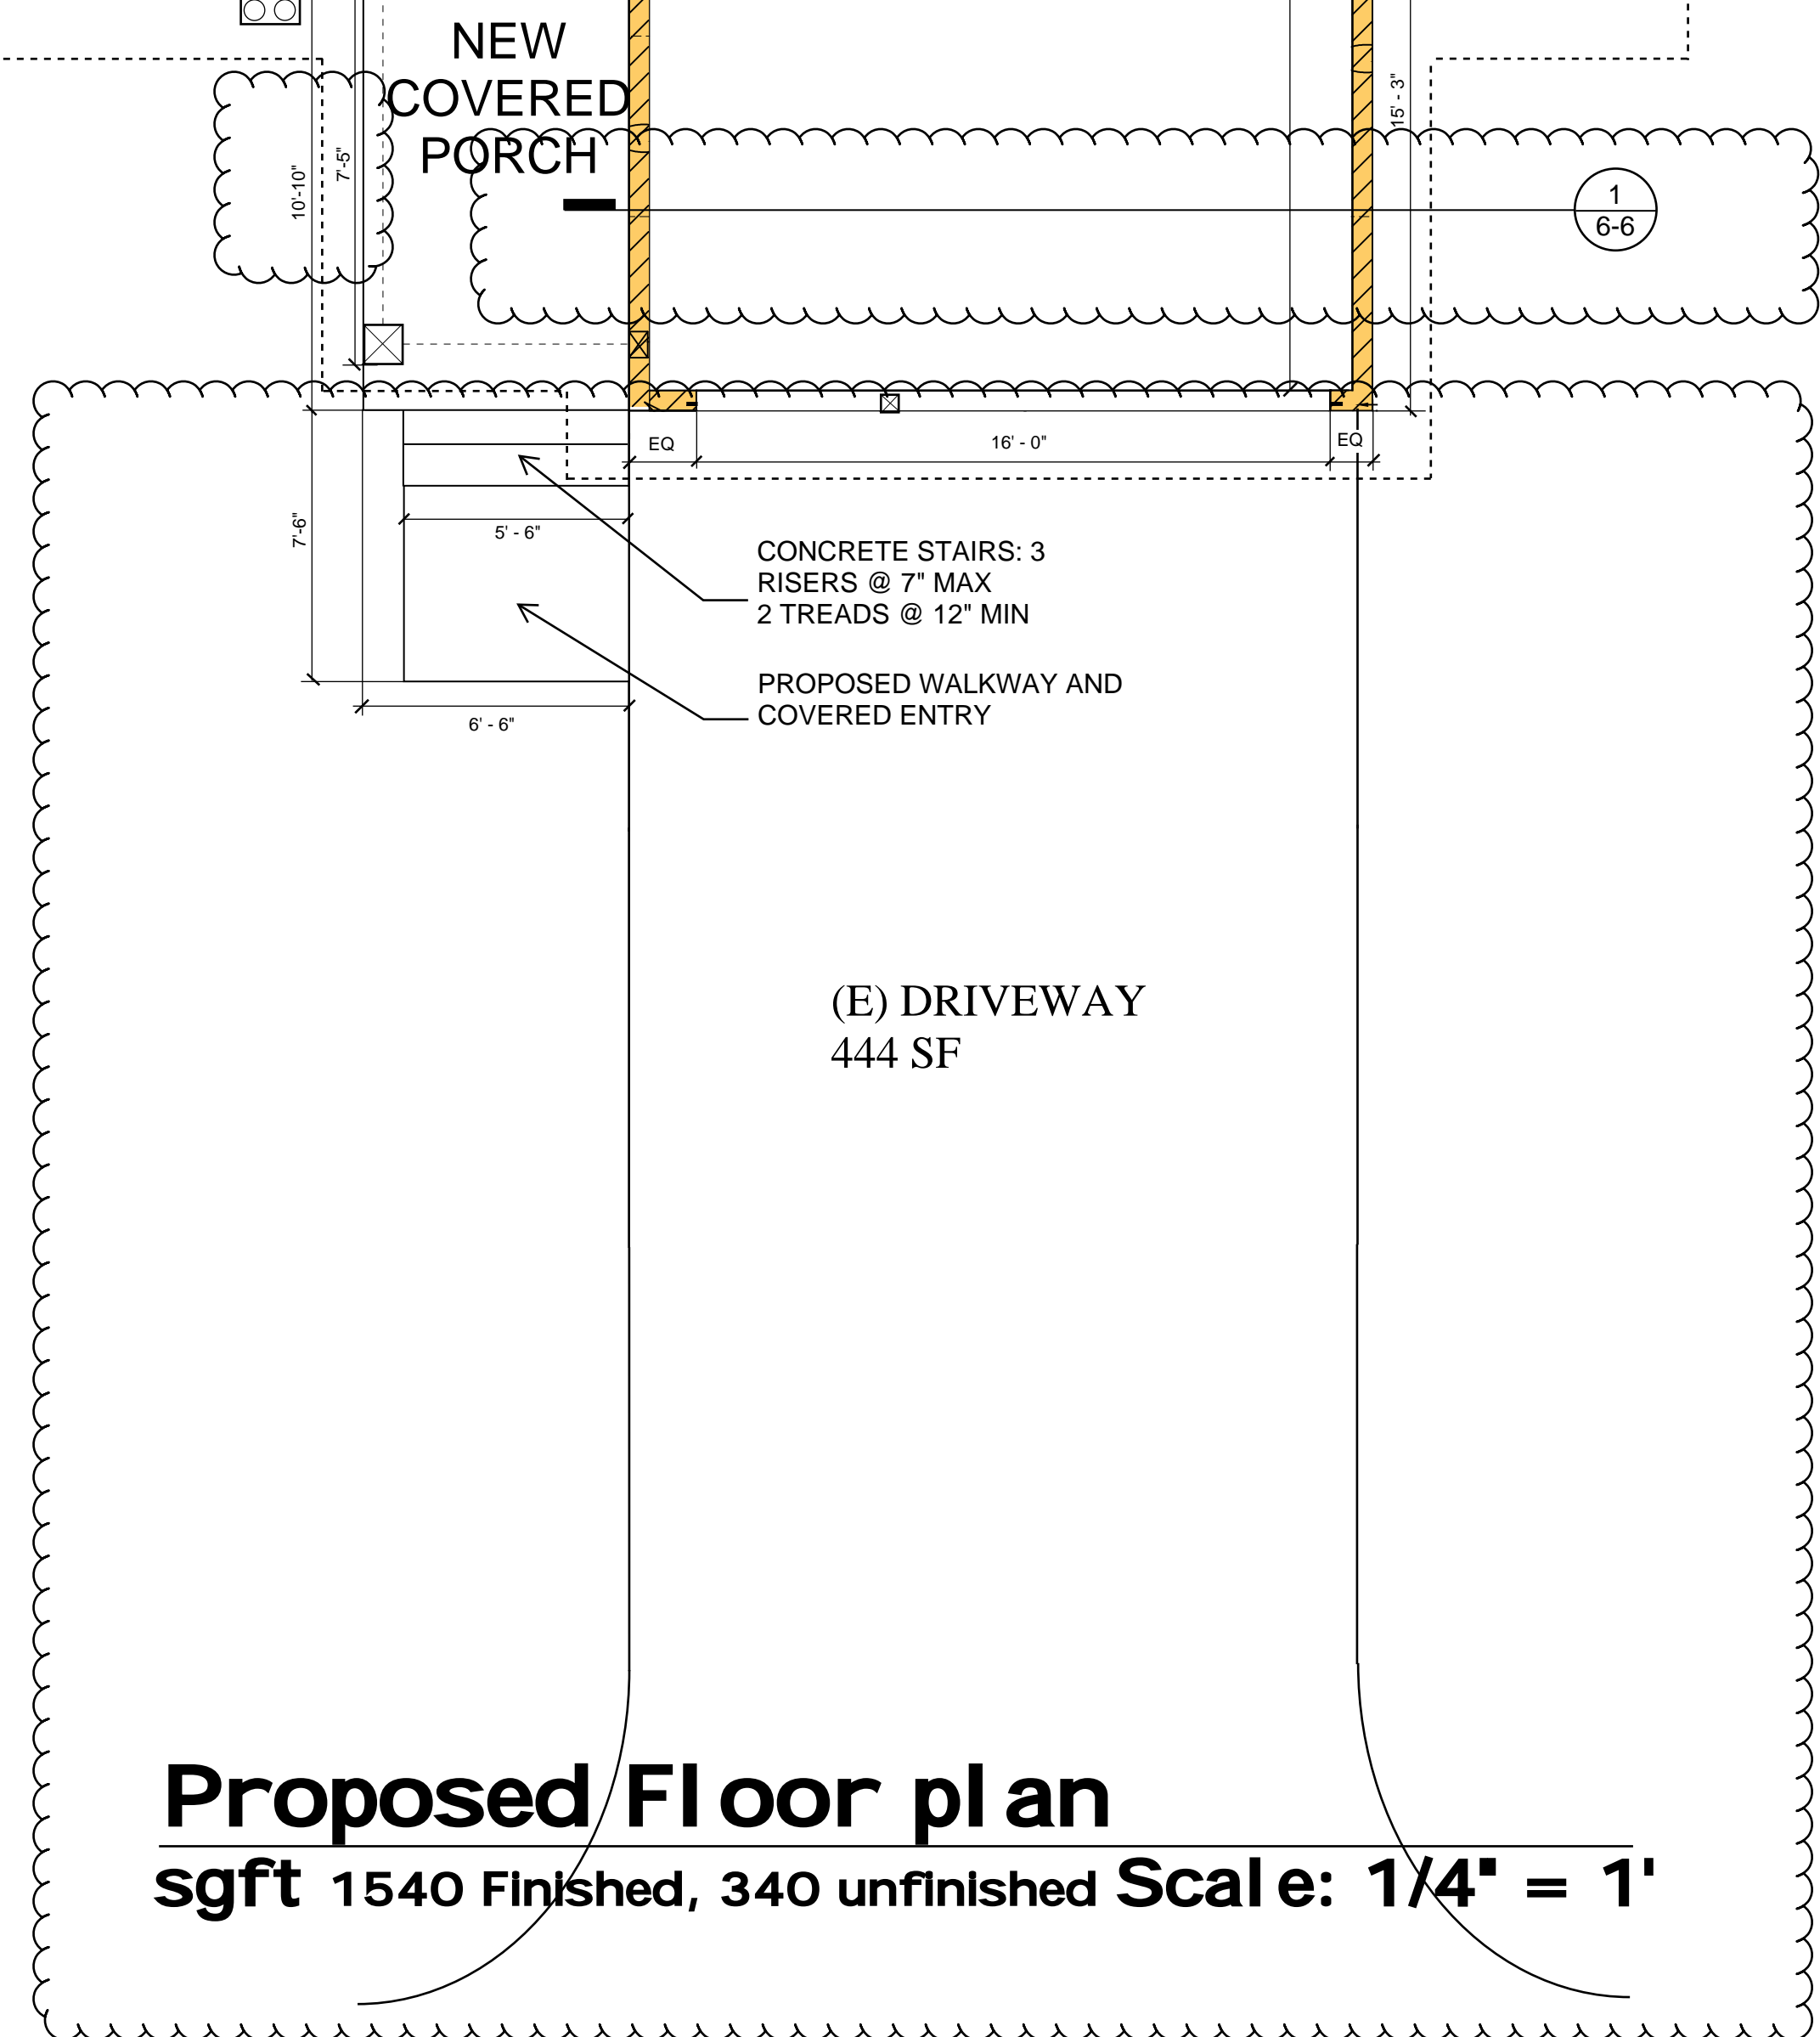 NEW
COVERED
PORCH
15' - 3"
10'-10"
7'-5"
1
6-6
EQ
16' - 0"
EQ
7'-6"
5' - 6"
CONCRETE STAIRS: 3
RISERS @ 7" MAX
2 TREADS @ 12" MIN
PROPOSED WALKWAY AND
COVERED ENTRY
6' - 6"
(E) DRIVEWAY
444 SF
Proposed Floor plan
sgft 1540 Finished, 340 unfinished Scale: 1/4" = 1'